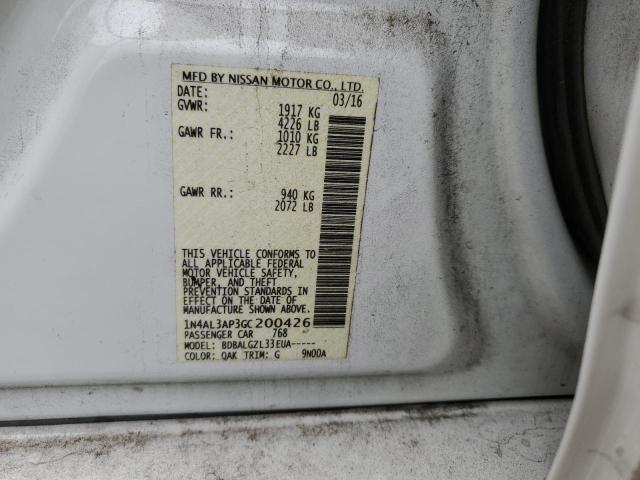 MFD BY NISSAN MOTOR CO., LTD.
DATE: 03/16
GVWR: 1917 KG
4226 LB
GAWR FR.: 1010 KG
2227 LB
GAWR RR.: 940 KG
2072 LB
THIS VEHICLE CONFORMS TO
ALL APPLICABLE FEDERAL
MOTOR VEHICLE SAFETY,
BUMPER, AND THEFT
PREVENTION STANDARDS IN
EFFECT ON THE DATE OF
MANUFACTURE SHOWN ABOVE.
1N4AL3AP3GC200426
PASSENGER CAR 768
MODEL: BDBALGZL33EUA-----
COLOR: QAK TRIM: G 9N00A